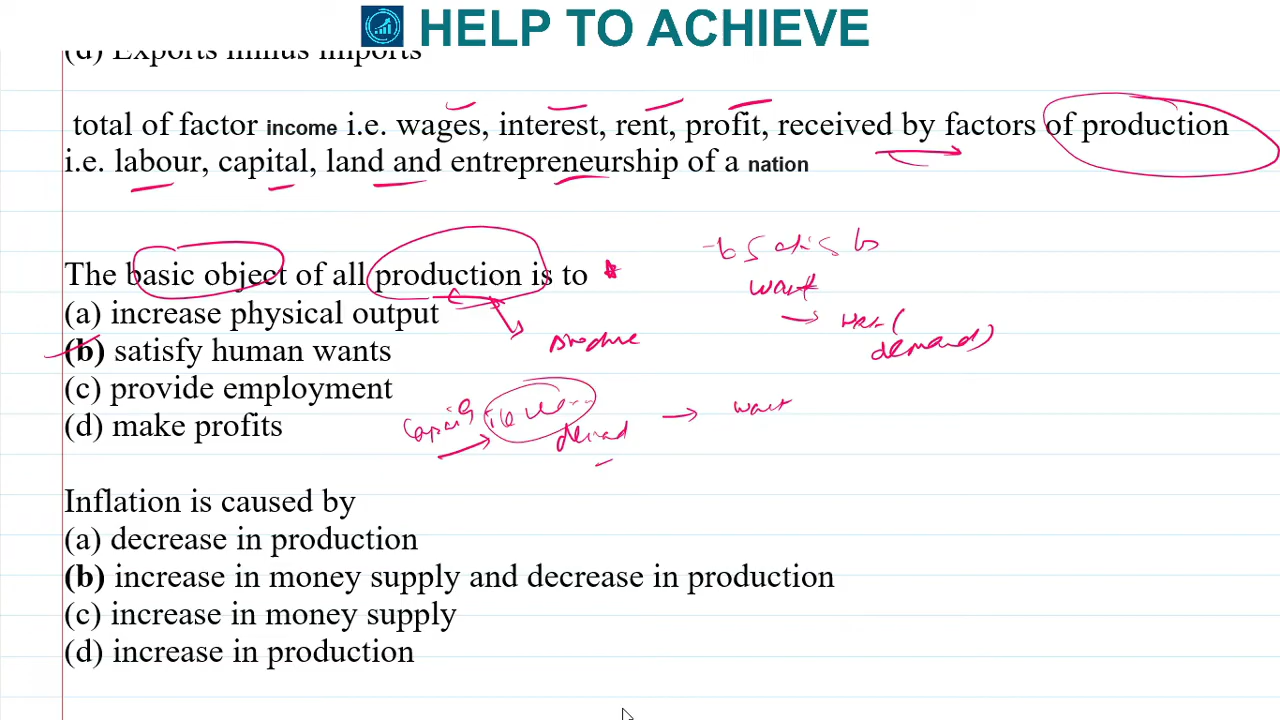 HELP TO ACHIEVE
(d) Exports minus imports
total of factor income i.e. wages, interest, rent, profit, received by factors of production
i.e. labour, capital, land and entrepreneurship of a nation
The basic object of all production is to
(a) increase physical output
(b) satisfy human wants
(c) provide employment
(d) make profits
want
demand)
want
Inflation is caused by
(a) decrease in production
(b) increase in money supply and decrease in production
(c) increase in money supply
(d) increase in production